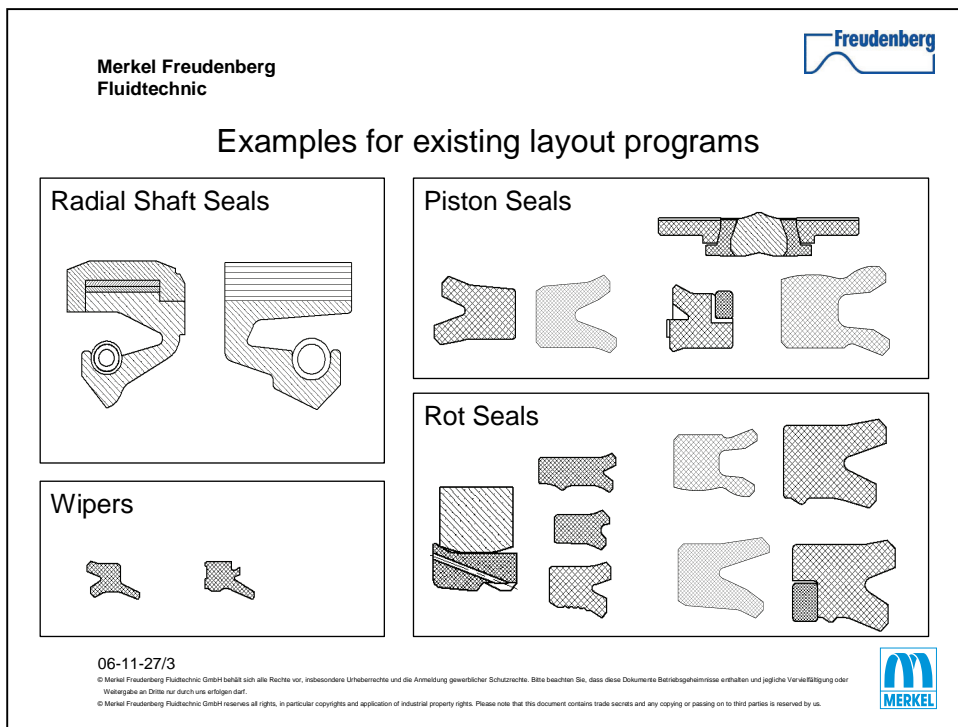 Merkel Freudenberg
Fluidtechnic
Freudenberg
Examples for existing layout programs
Radial Shaft Seals
Piston Seals
Rot Seals
Wipers
06-11-27/3
© Merkel Freudenberg Fluidtechnic GmbH behält sich alle Rechte vor, insbesondere Urheberrechte und die Anmeldung gewerblicher Schutzrechte. Bitte beachten Sie, dass diese Dokumente Betriebsgeheimnisse enthalten und jegliche Vervielfältigung oder
Weitergabe an Dritte nur durch uns erfolgen darf.
© Merkel Freudenberg Fluidtechnic GmbH reserves all rights, in particular copyrights and application of industrial property rights. Please note that this document contains trade secrets and any copying or passing on to third parties is reserved by us.
MERKEL